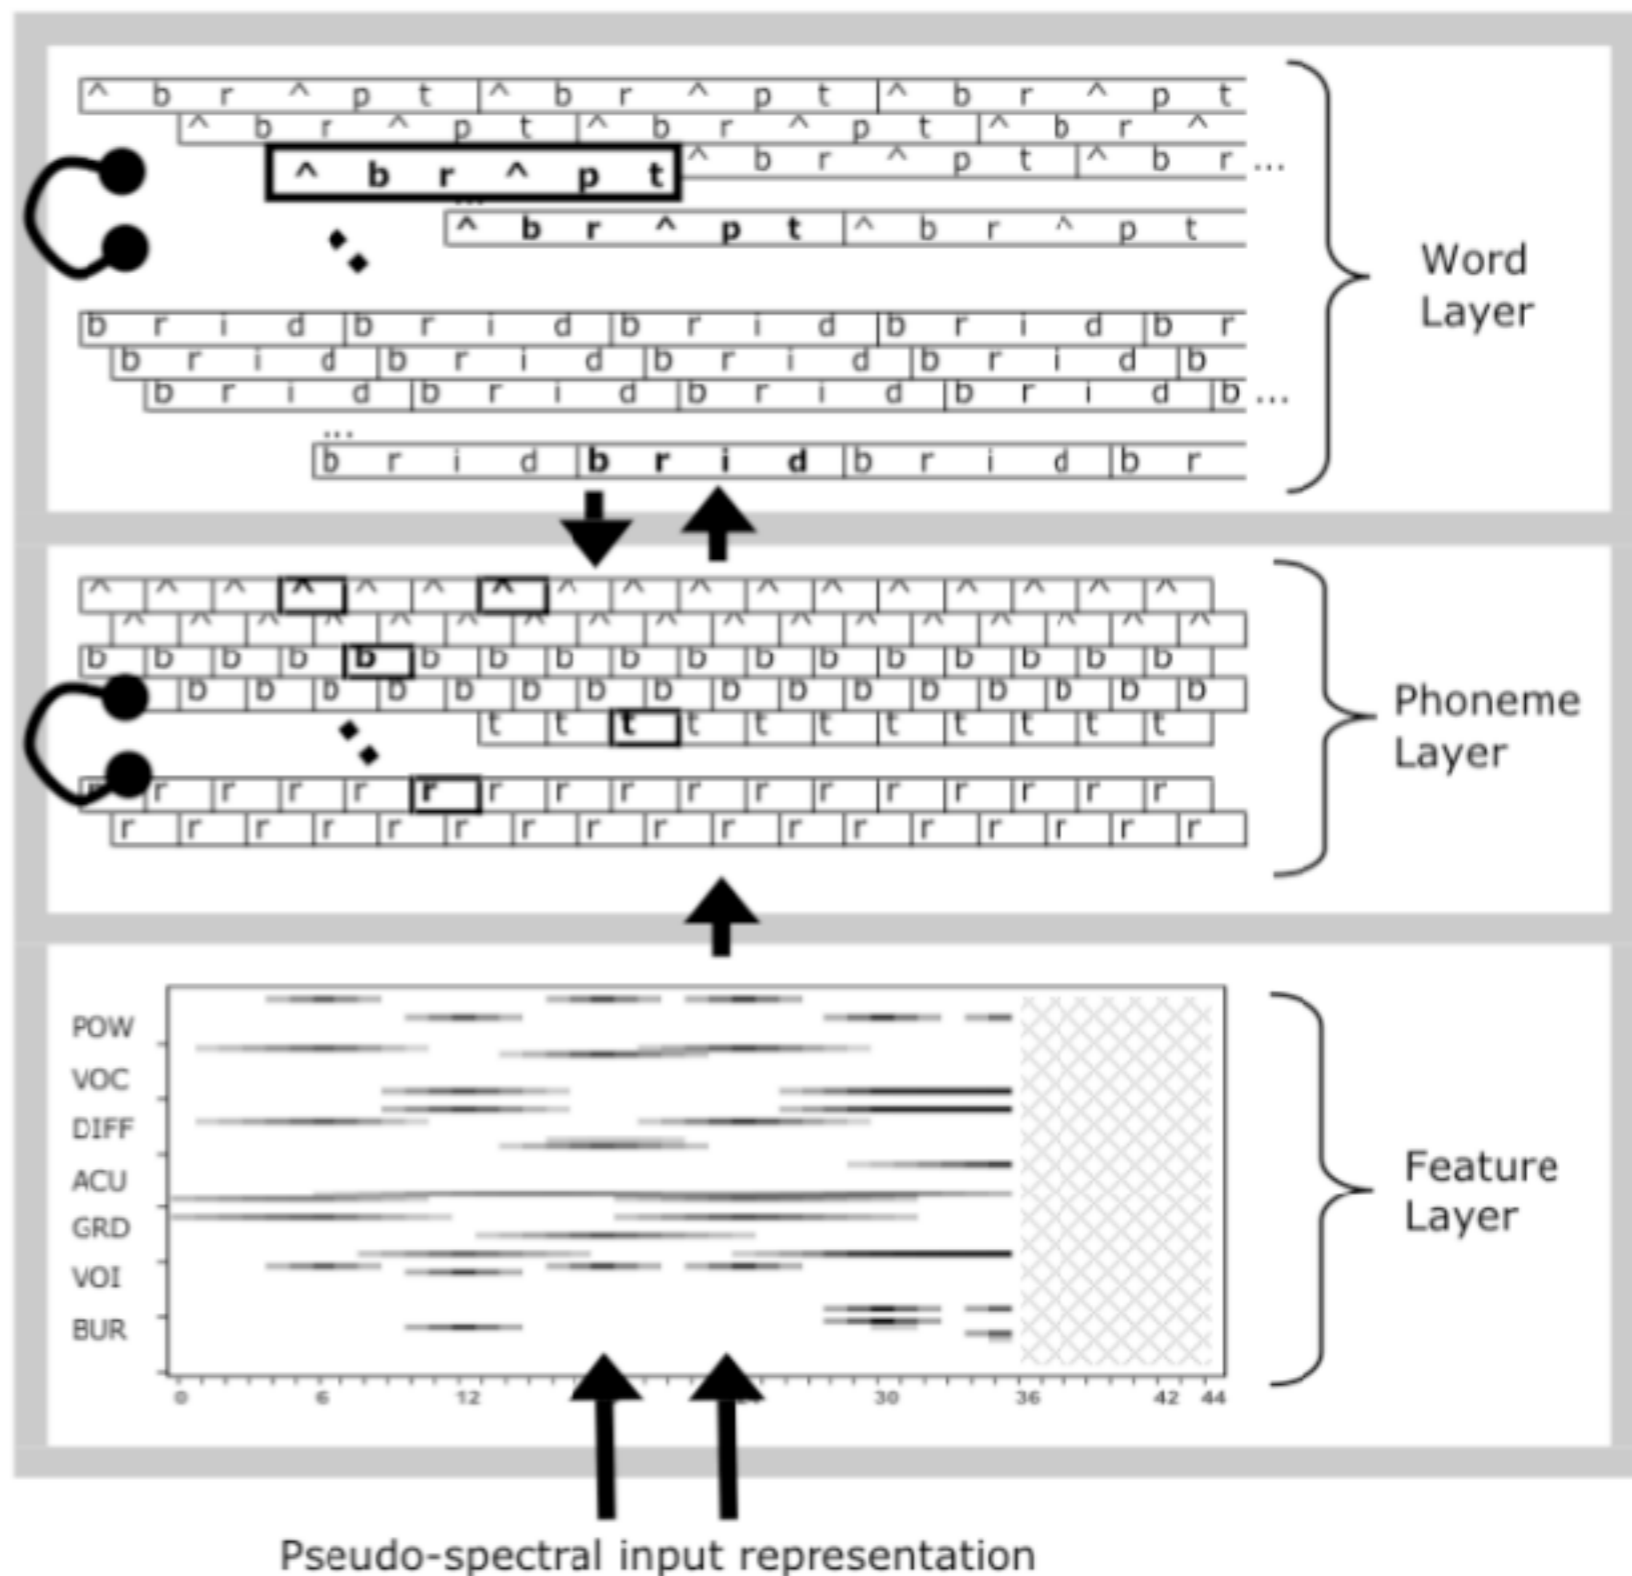 ^ b r ^ p t ^ b r ^ p t ^ b r ^ p t
^ b r ^ p t ^ b r ^ p t ^ b r ^
^ b r ^ p t ^ b r ^ p t ^ b r ...
...
^ b r ^ p t ^ b r ^ p t
Word
Layer
b r i d b r i d b r i d b r i d b r
b r i d b r i d b r i d b r i d b
b r i d b r i d b r i d b r i d b ...
...
b r i d b r i d b r i d b r
^ ^ ^ ^ ^ ^ ^ ^ ^ ^ ^ ^ ^ ^ ^ ^ ^
^ ^ ^ ^ ^ ^ ^ ^ ^ ^ ^ ^ ^ ^ ^ ^ ^
b b b b b b b b b b b b b b b b b
b b b b b b b b b b b b b b b b
t t t t t t t t t t t
Phoneme
Layer
r r r r r r r r r r r r r r r r
r r r r r r r r r r r r r r r r r
POW
VOC
DIFF
ACU
GRD
VOI
BUR
Feature
Layer
0 6 12 30 36 42 44
Pseudo-spectral input representation